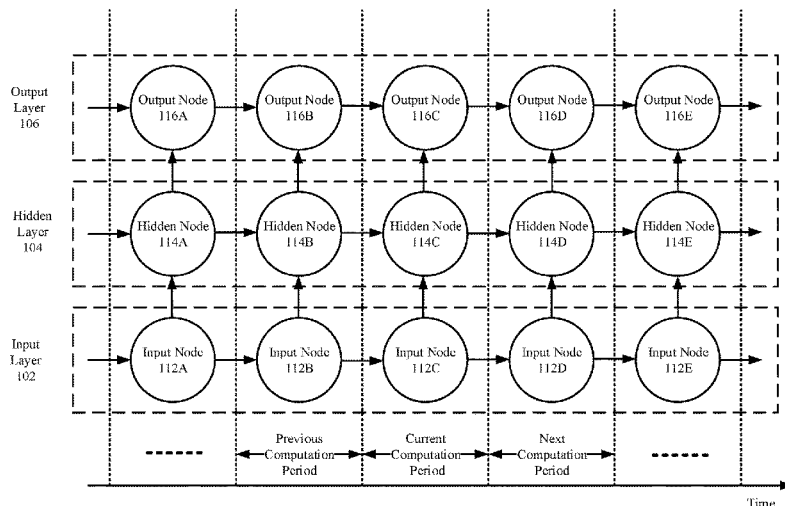 Output
Layer
106
Output Node
116A
Output Node
116B
Output Node
116C
Output Node
116D
Output Node
116E
Hidden
Layer
104
Hidden Node
114A
Hidden Node
114B
Hidden Node
114C
Hidden Node
114D
Hidden Node
114E
Input
Layer
102
Input Node
112A
Input Node
112B
Input Node
112C
Input Node
112D
Input Node
112E
Previous
Computation
Period
Current
Computation
Period
Next
Computation
Period
Time